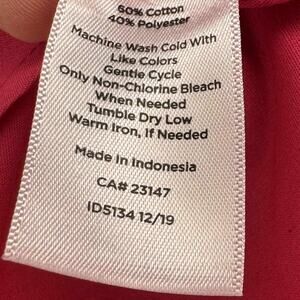 60% Cotton
40% Polyester
Machine Wash Cold With
Like Colors
Gentle Cycle
Only Non-Chlorine Bleach
When Needed
Tumble Dry Low
Warm Iron, If Needed
Made in Indonesia
CA# 23147
ID5134 12/19